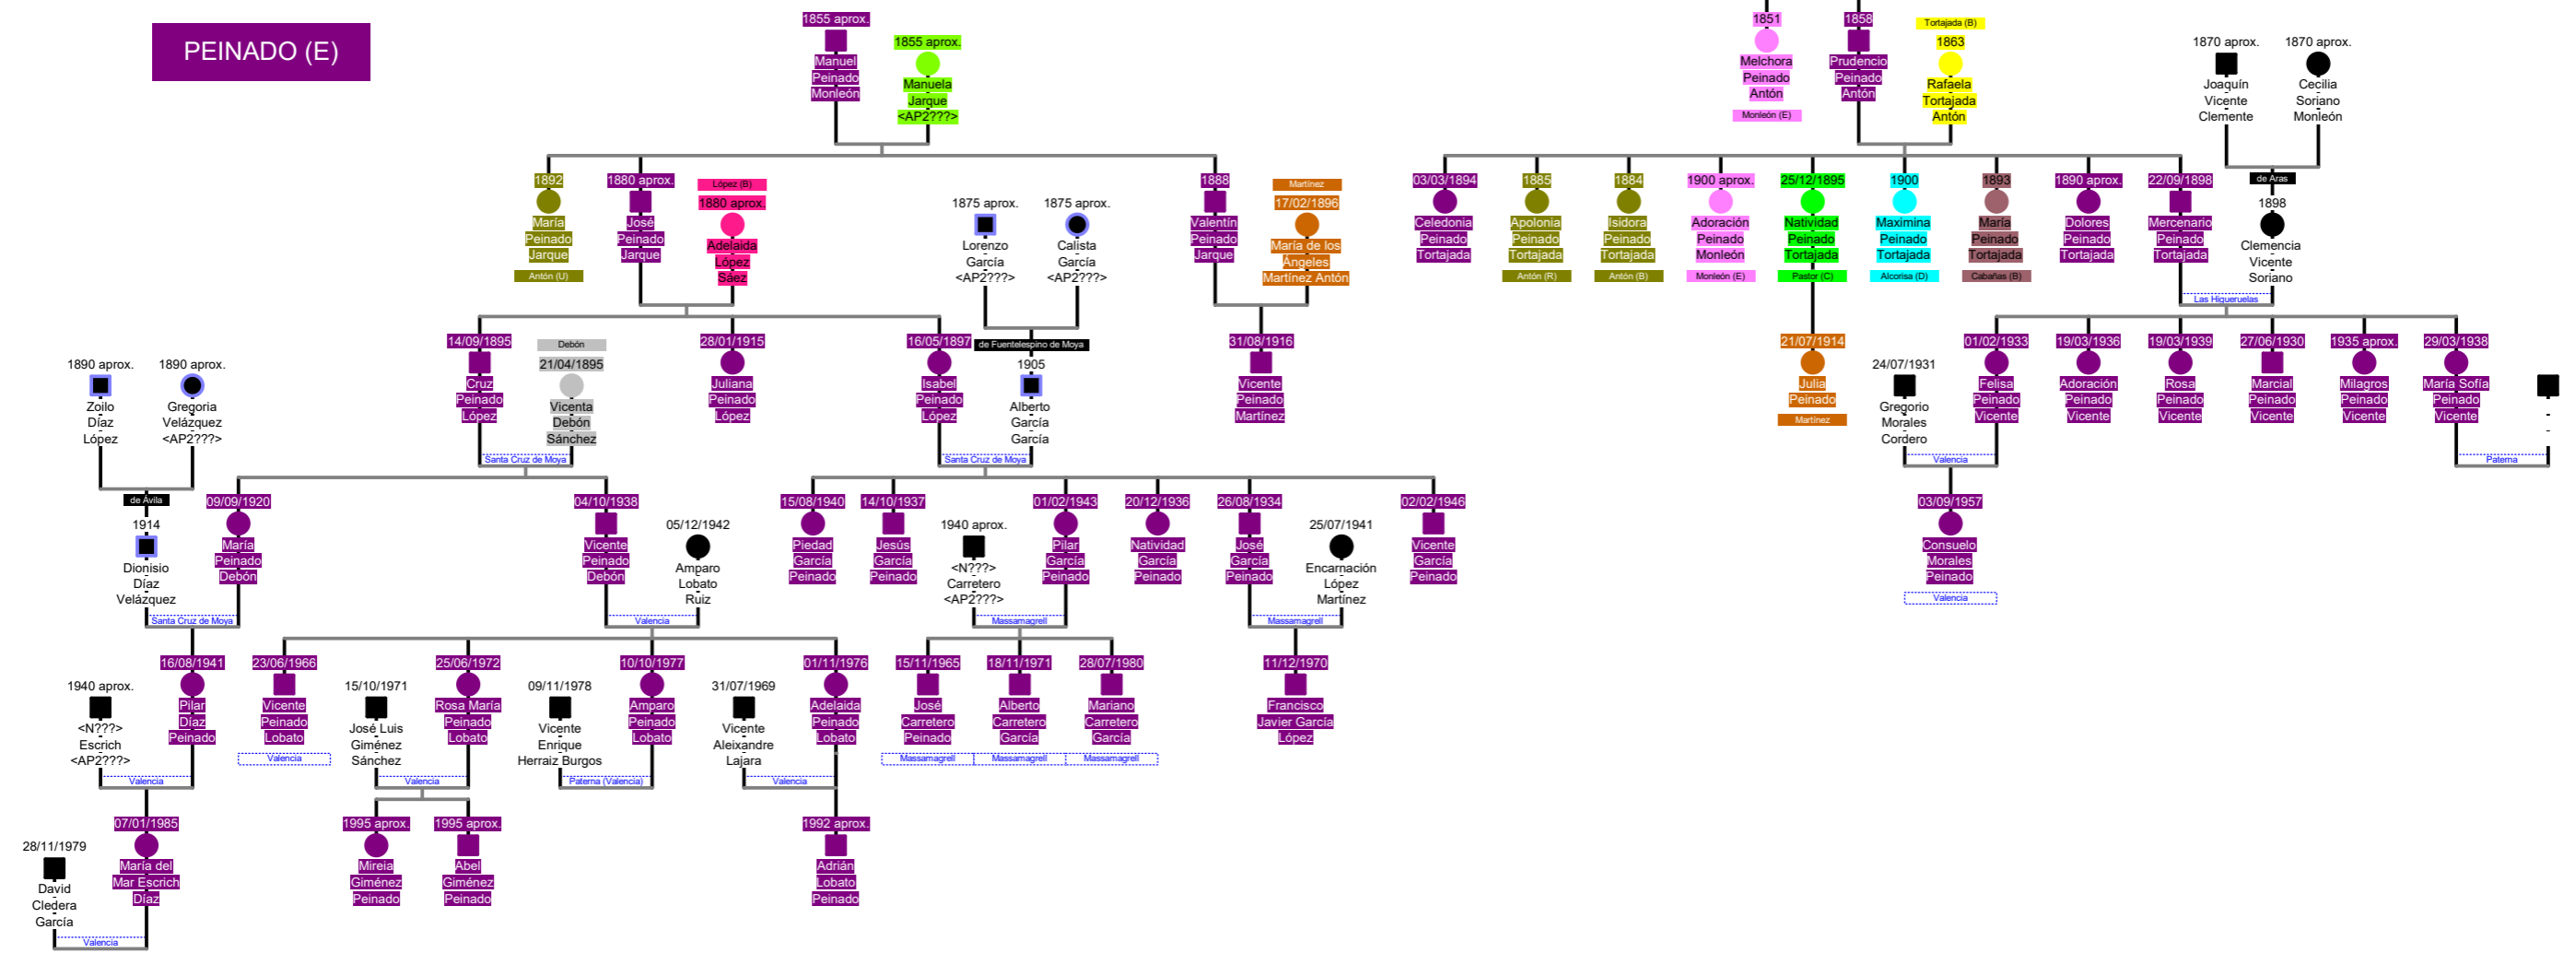 PEINADO (E)
1855 aprox.
Manuel
Peinado
Monleón
1855 aprox.
Manuela
Jarque
<AP2???>
1851
Melchora
Peinado
Antón
Monleón (E)
1858
Prudencio
Peinado
Antón
Tortajada (B)
1863
Rafaela
Tortajada
Antón
1870 aprox.
Joaquín
Vicente
Clemente
1870 aprox.
Cecilia
Soriano
Monleón
1892
María
Peinado
Jarque
Antón (U)
1880 aprox.
José
Peinado
Jarque
López (B)
1880 aprox.
Adelaida
López
Sáez
1875 aprox.
Lorenzo
García
<AP2???>
1875 aprox.
Calista
García
<AP2???>
1888
Valentín
Peinado
Jarque
Martínez
17/02/1896
María de los
Ángeles
Martínez Antón
03/03/1894
Celedonia
Peinado
Tortajada
1885
Apolonia
Peinado
Tortajada
Antón (R)
1884
Isidora
Peinado
Tortajada
Antón (B)
1900 aprox.
Adoración
Peinado
Monleón
Monleón (E)
25/12/1895
Natividad
Peinado
Tortajada
Pastor (C)
1900
Maximina
Peinado
Tortajada
Alcorisa (D)
1893
María
Peinado
Tortajada
Cabañas (B)
1890 aprox.
Dolores
Peinado
Tortajada
22/09/1898
Mercenario
Peinado
Tortajada
de Aras
1898
Clemencia
Vicente
Soriano
Las Higueruelas
1890 aprox.
Zoilo
Díaz
López
1890 aprox.
Gregoria
Velázquez
<AP2???>
14/09/1895
Cruz
Peinado
López
Debón
21/04/1895
Vicenta
Debón
Sánchez
Santa Cruz de Moya
28/01/1915
Juliana
Peinado
López
16/05/1897
Isabel
Peinado
López
de Fuentelespino de Moya
1905
Alberto
García
García
Santa Cruz de Moya
31/08/1916
Vicente
Peinado
Martínez
21/07/1914
Julia
Peinado
Martínez
24/07/1931
Gregorio
Morales
Cordero
01/02/1933
Felisa
Peinado
Vicente
Valencia
19/03/1936
Adoración
Peinado
Vicente
19/03/1939
Rosa
Peinado
Vicente
27/06/1930
Marcial
Peinado
Vicente
1935 aprox.
Milagros
Peinado
Vicente
29/03/1938
María Sofía
Peinado
Vicente
-
-
Paterna
de Ávila
1914
Dionisio
Díaz
Velázquez
09/09/1920
María
Peinado
Debón
Santa Cruz de Moya
04/10/1938
Vicente
Peinado
Debón
05/12/1942
Amparo
Lobato
Ruiz
Valencia
15/08/1940
Piedad
García
Peinado
14/10/1937
Jesús
García
Peinado
1940 aprox.
<N???>
Carretero
<AP2???>
01/02/1943
Pilar
García
Peinado
Massamagrell
20/12/1936
Natividad
García
Peinado
26/08/1934
José
García
Peinado
25/07/1941
Encarnación
López
Martínez
Massamagrell
02/02/1946
Vicente
García
Peinado
03/09/1957
Consuelo
Morales
Peinado
Valencia
1940 aprox.
<N???>
Escrich
<AP2???>
16/08/1941
Pilar
Díaz
Peinado
Valencia
23/06/1966
Vicente
Peinado
Lobato
Valencia
15/10/1971
José Luis
Giménez
Sánchez
25/06/1972
Rosa María
Peinado
Lobato
Valencia
09/11/1978
Vicente
Enrique
Herraiz Burgos
10/10/1977
Amparo
Peinado
Lobato
Paterna (Valencia)
31/07/1969
Vicente
Aleixandre
Lajara
01/11/1976
Adelaida
Peinado
Lobato
Valencia
15/11/1965
José
Carretero
Peinado
Massamagrell
18/11/1971
Alberto
Carretero
García
Massamagrell
28/07/1980
Mariano
Carretero
García
Massamagrell
11/12/1970
Francisco
Javier García
López
28/11/1979
David
Cledera
García
07/01/1985
María del
Mar Escrich
Díaz
Valencia
1995 aprox.
Mireia
Giménez
Peinado
1995 aprox.
Abel
Giménez
Peinado
1992 aprox.
Adrián
Lobato
Peinado